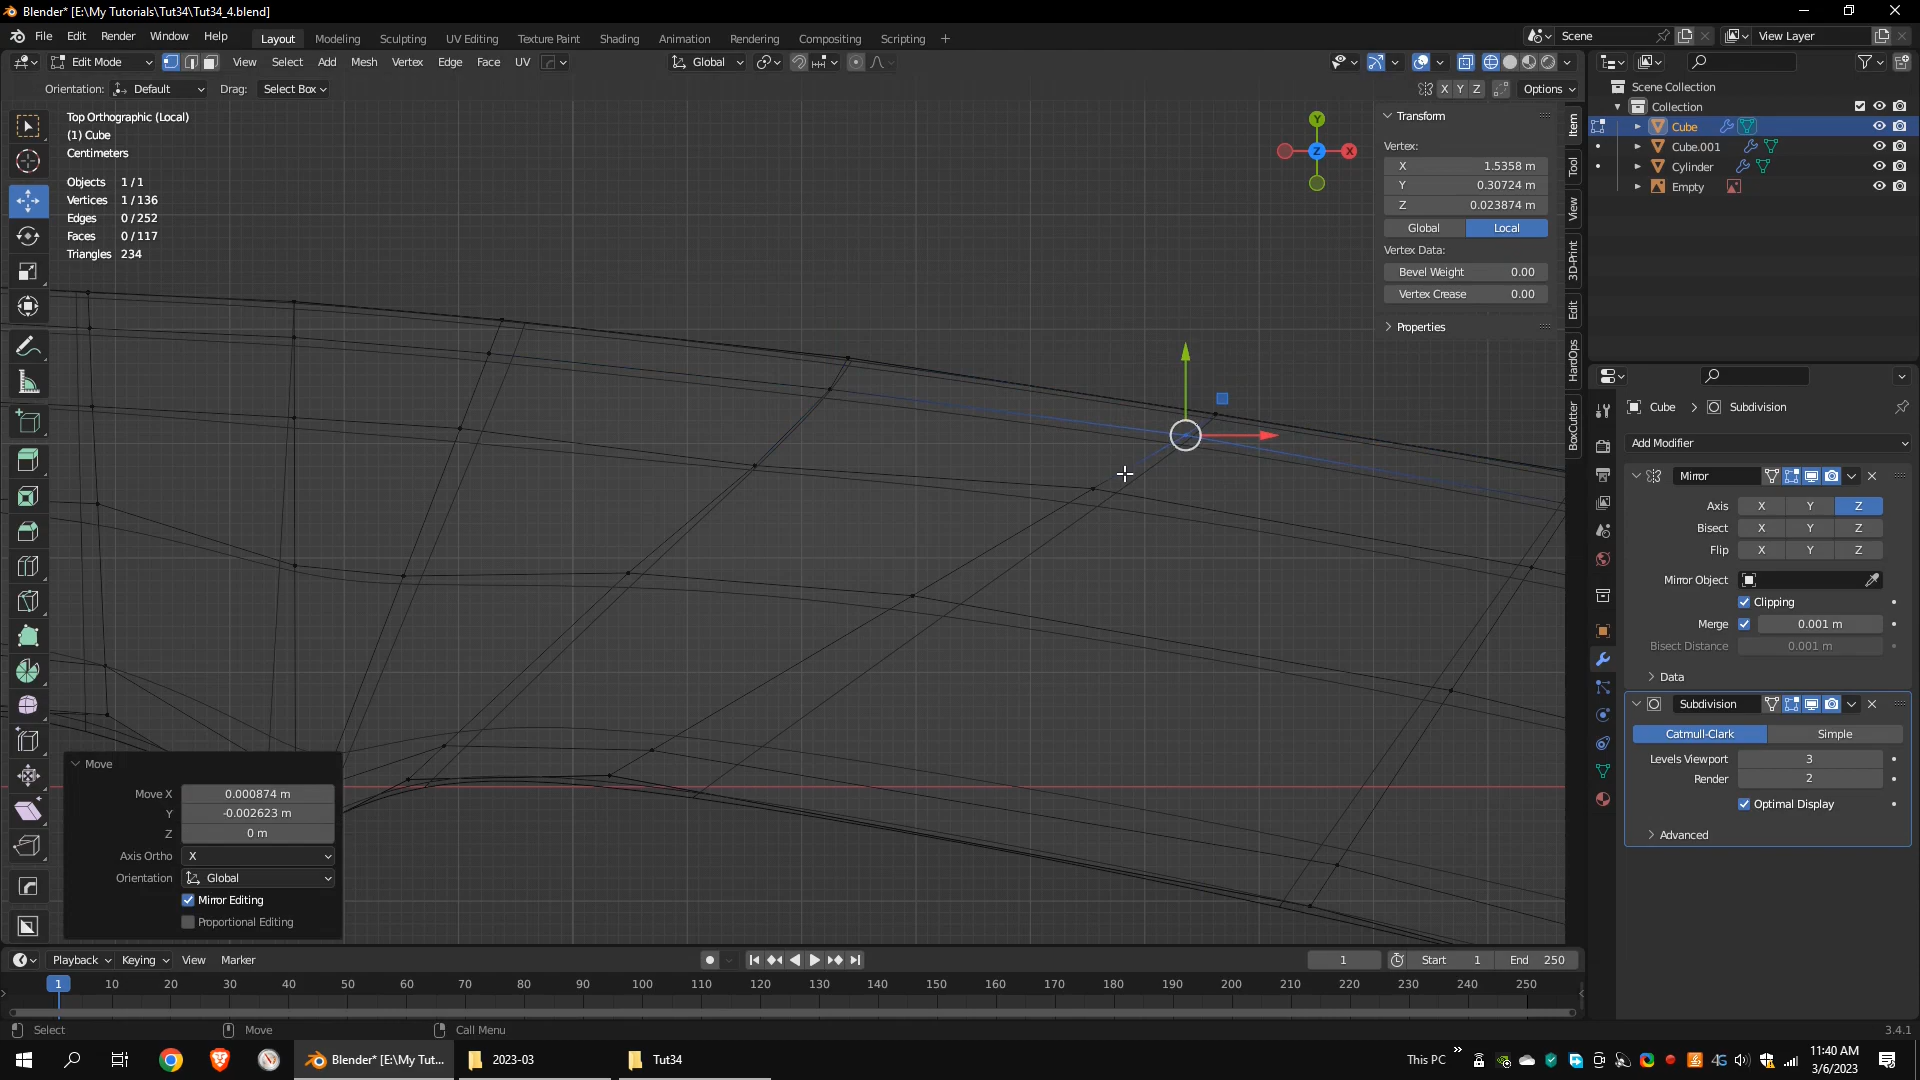 Blender* [E:\My Tutorials\Tut34\Tut34_4.blend]
File Edit Render Window Help Layout Modeling Sculpting UV Editing Texture Paint Shading Animation Rendering Compositing Scripting + Scene View Layer
Edit Mode View Select Add Mesh Vertex Edge Face UV Global
Orientation: Default Drag: Select Box X Y Z Options
Top Orthographic (Local)
(1) Cube
Centimeters
Objects 1/1
Vertices 1/136
Edges 0/252
Faces 0/117
Triangles 234
Y
Z
X
Transform
Vertex:
X 1.5358 m
Y 0.30724 m
Z 0.023874 m
Global Local
Vertex Data:
Bevel Weight 0.00
Vertex Crease 0.00
Properties
Item
Tool
View
3D-Print
Edit
HardOps
BoxCutter
Scene Collection
Collection
Cube
Cube.001
Cylinder
Empty
Cube Subdivision
Add Modifier
Mirror
Axis X Y Z
Bisect X Y Z
Flip X Y Z
Mirror Object
Clipping
Merge 0.001 m
Bisect Distance 0.001 m
Data
Subdivision
Catmull-Clark Simple
Levels Viewport 3
Render 2
Optimal Display
Advanced
Move
Move X 0.000874 m
Y -0.002623 m
Z 0 m
Axis Ortho X
Orientation Global
Mirror Editing
Proportional Editing
Playback Keying View Marker 1 Start 1 End 250
1 10 20 30 40 50 60 70 80 90 100 110 120 130 140 150 160 170 180 190 200 210 220 230 240 250
Select Move Call Menu 3.4.1
Blender* [E:\My Tut... 2023-03 Tut34 This PC 4G 11:40 AM
3/6/2023